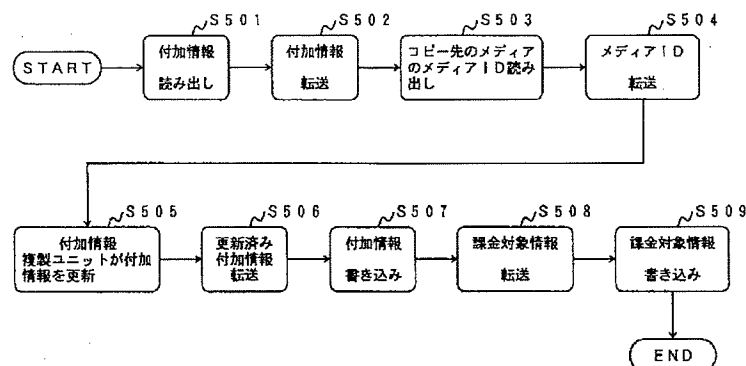 S501
S502
S503
S504
START
付加情報
読み出し
付加情報
転送
コピー先のメディア
のメディアID読み
出し
メディアID
転送
S505
S506
S507
S508
S509
付加情報
複製ユニットが付加
情報を更新
更新済み
付加情報
転送
付加情報
書き込み
課金対象情報
転送
課金対象情報
書き込み
END